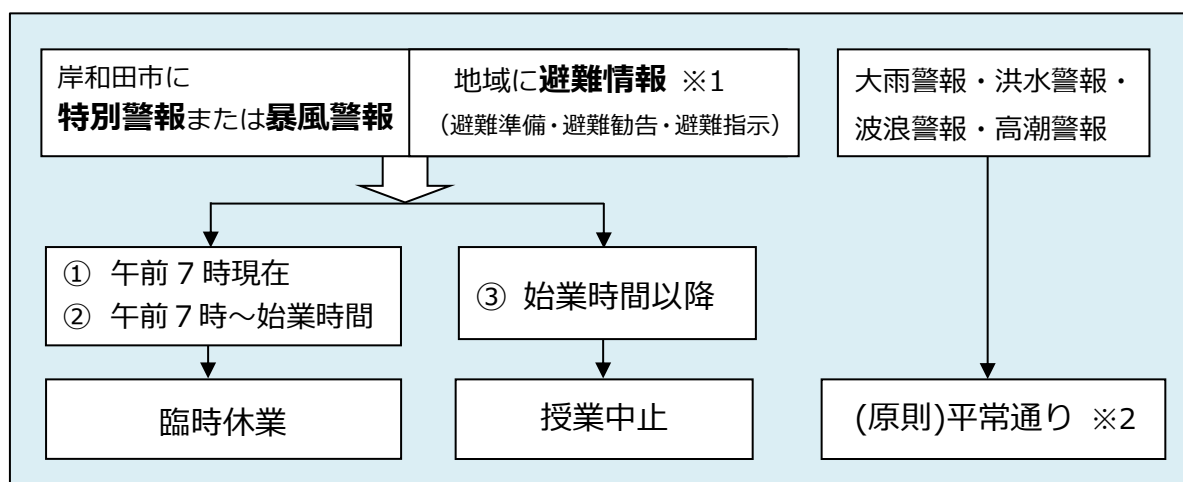 岸和田市に
特別警報または暴風警報
地域に避難情報 ※1
（避難準備・避難勧告・避難指示）
大雨警報・洪水警報・
波浪警報・高潮警報
① 午前７時現在
② 午前７時～始業時間
③ 始業時間以降
臨時休業
授業中止
(原則)平常通り ※2